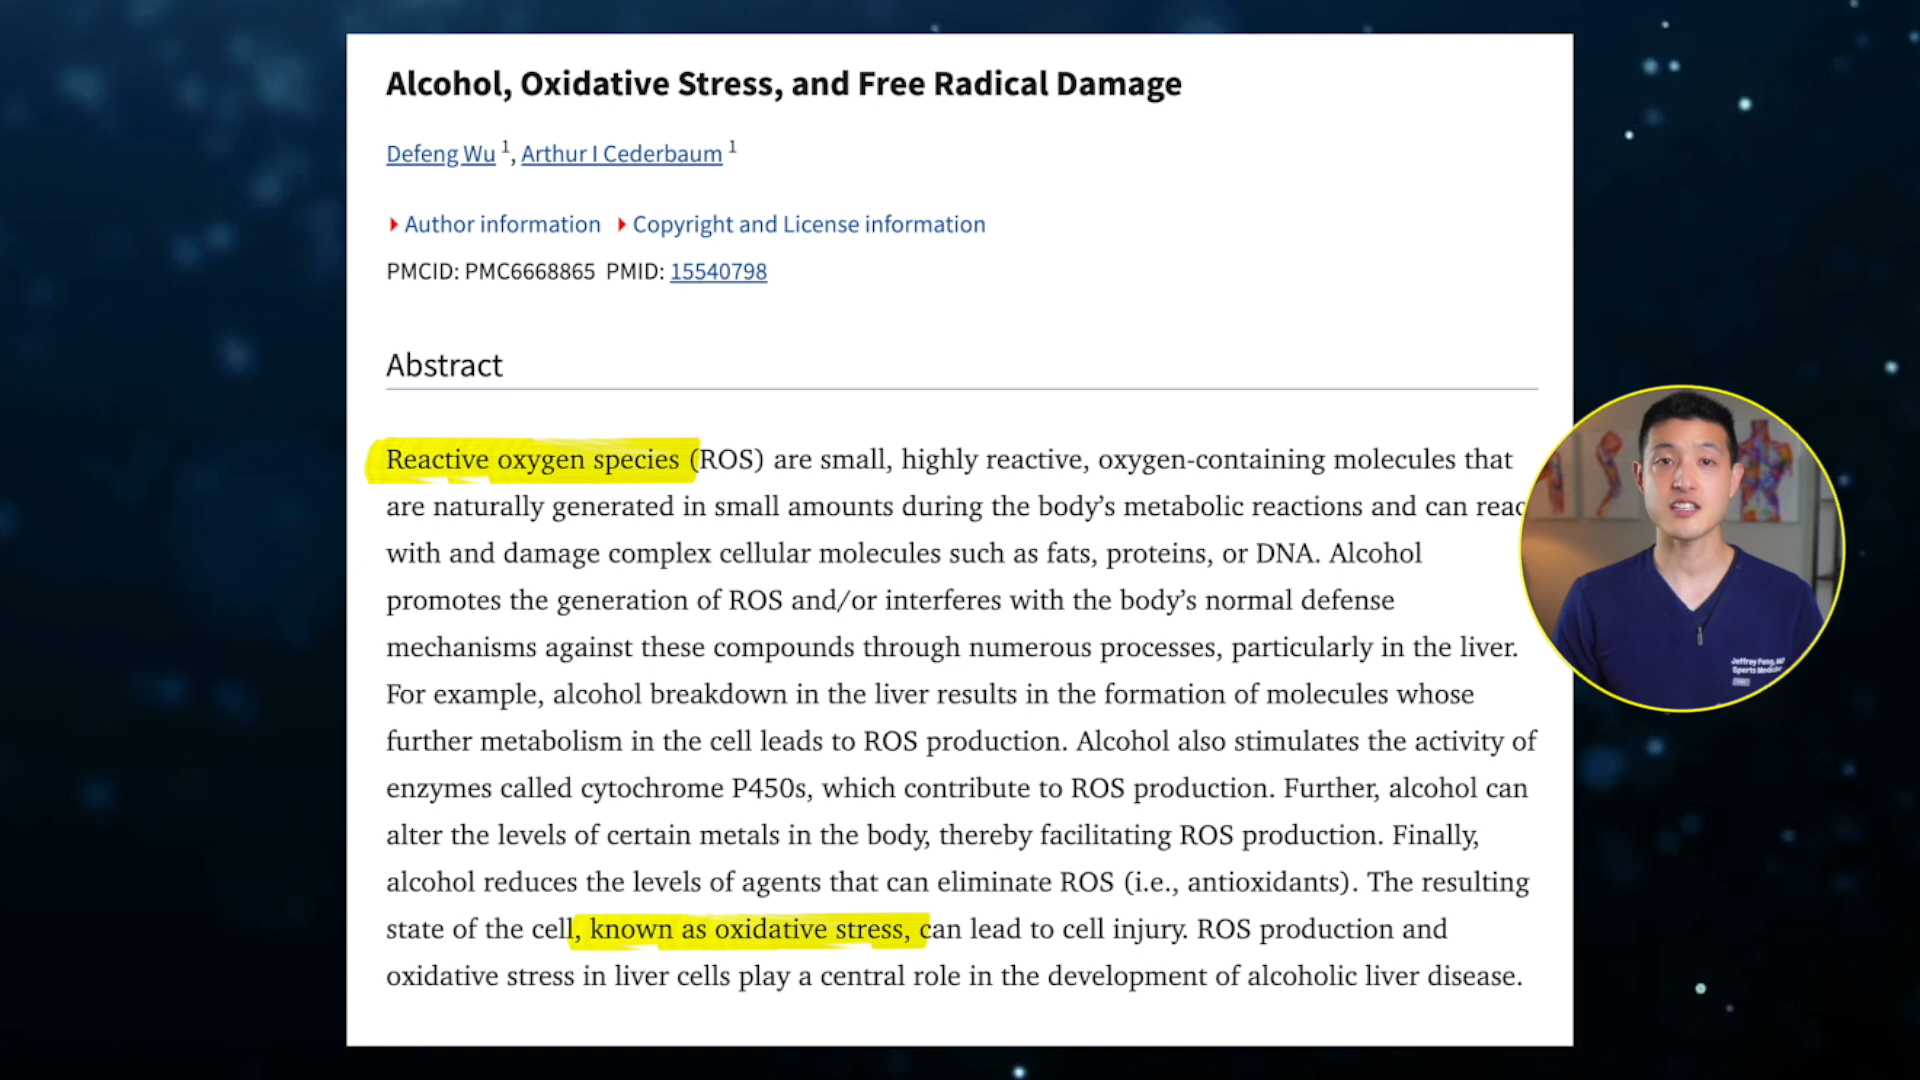 Alcohol, Oxidative Stress, and Free Radical Damage
Defeng Wu 1, Arthur I Cederbaum 1
Author information Copyright and License information
PMCID: PMC6668865 PMID: 15540798
Abstract
Reactive oxygen species (ROS) are small, highly reactive, oxygen-containing molecules that
are naturally generated in small amounts during the body’s metabolic reactions and can reac
with and damage complex cellular molecules such as fats, proteins, or DNA. Alcohol
promotes the generation of ROS and/or interferes with the body’s normal defense
mechanisms against these compounds through numerous processes, particularly in the liver.
For example, alcohol breakdown in the liver results in the formation of molecules whose
further metabolism in the cell leads to ROS production. Alcohol also stimulates the activity of
enzymes called cytochrome P450s, which contribute to ROS production. Further, alcohol can
alter the levels of certain metals in the body, thereby facilitating ROS production. Finally,
alcohol reduces the levels of agents that can eliminate ROS (i.e., antioxidants). The resulting
state of the cell, known as oxidative stress, can lead to cell injury. ROS production and
oxidative stress in liver cells play a central role in the development of alcoholic liver disease.
Jeffrey Peng, MD
Sports Medicine